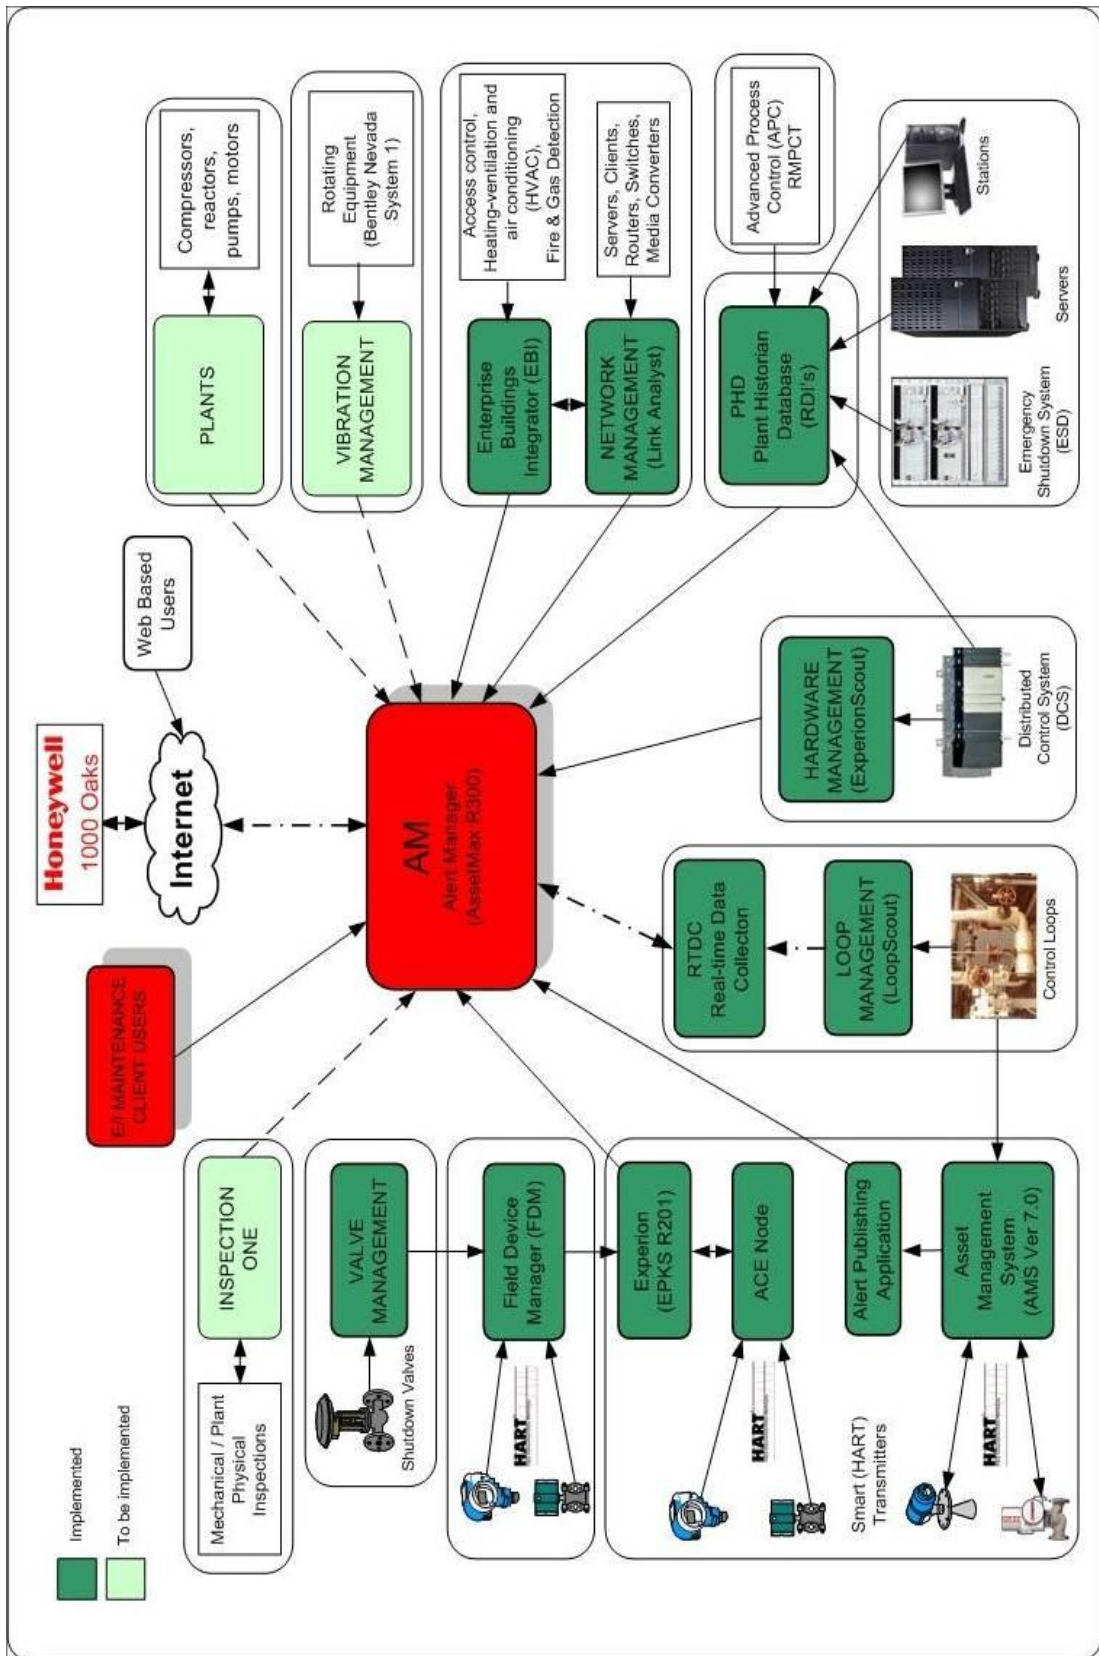 Implemented
To be implemented
Mechanical / Plant
Physical
Inspections
INSPECTION
ONE
E/I MAINTENANCE
CLIENT USERS
Honeywell
1000 Oaks
Internet
Web Based
Users
PLANTS
Compressors,
reactors,
pumps, motors
Shutdown Valves
VALVE
MANAGEMENT
VIBRATION
MANAGEMENT
Rotating
Equipment
(Bentley Nevada
System 1)
AM
Alert Manager
(AssetMax R300)
HART
Field Device
Manager (FDM)
Enterprise
Buildings
Integrator (EBI)
Access control,
Heating-ventilation and
air conditioning
(HVAC),
Fire & Gas Detection
NETWORK
MANAGEMENT
(Link Analyst)
Servers, Clients,
Routers, Switches,
Media Converters
Experion
(EPKS R201)
HART
ACE Node
RTDC
Real-time Data
Collecton
PHD
Plant Historian
Database
(RDI's)
Advanced Process
Control (APC)
RMPCT
Smart (HART)
Transmitters
Alert Publishing
Application
LOOP
MANAGEMENT
(LoopScout)
HARDWARE
MANAGEMENT
(ExperionScout)
HART
Asset
Management
System
(AMS Ver 7.0)
Control Loops
Distributed
Control System
(DCS)
Emergency
Shutdown System
(ESD)
Servers
Stations